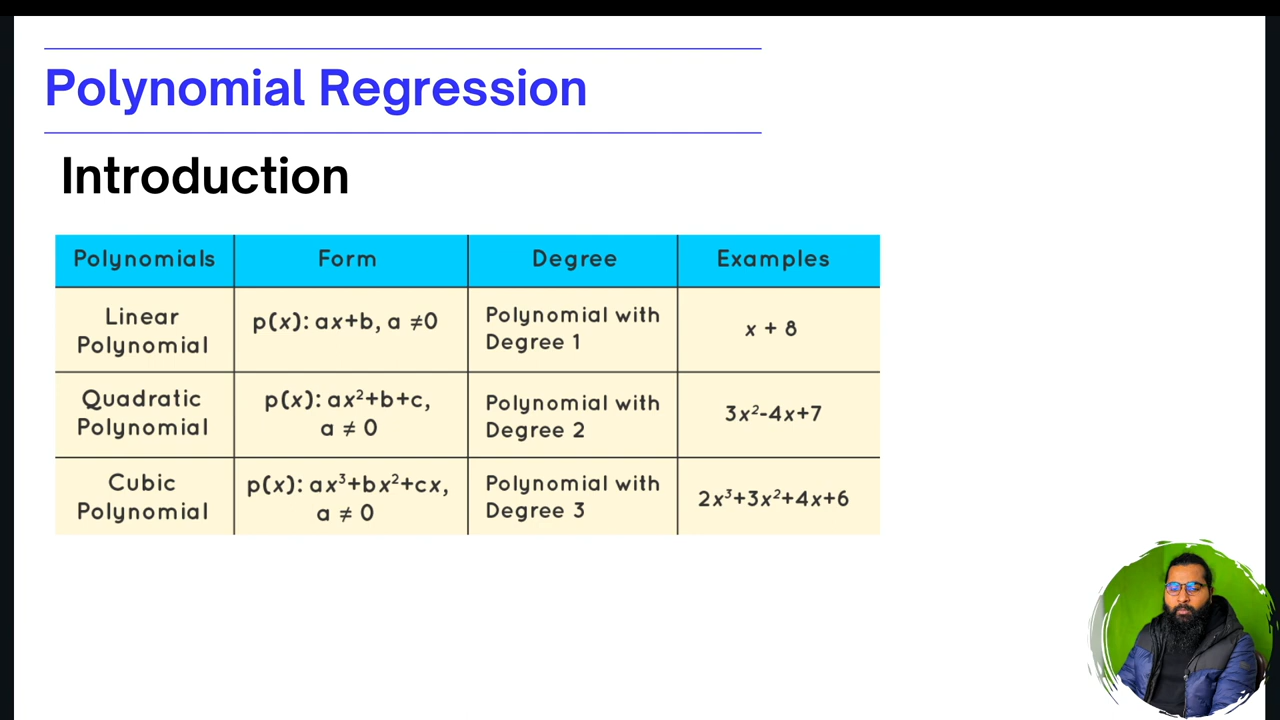 Polynomial Regression
Introduction
Polynomials Form Degree Examples
Linear
Polynomial
p(x): ax+b, a ≠0
Polynomial with
Degree 1
x + 8
Quadratic
Polynomial
p(x): ax²+b+c,
a ≠ 0
Polynomial with
Degree 2
3x²-4x+7
Cubic
Polynomial
p(x): ax³+bx²+cx,
a ≠ 0
Polynomial with
Degree 3
2x³+3x²+4x+6